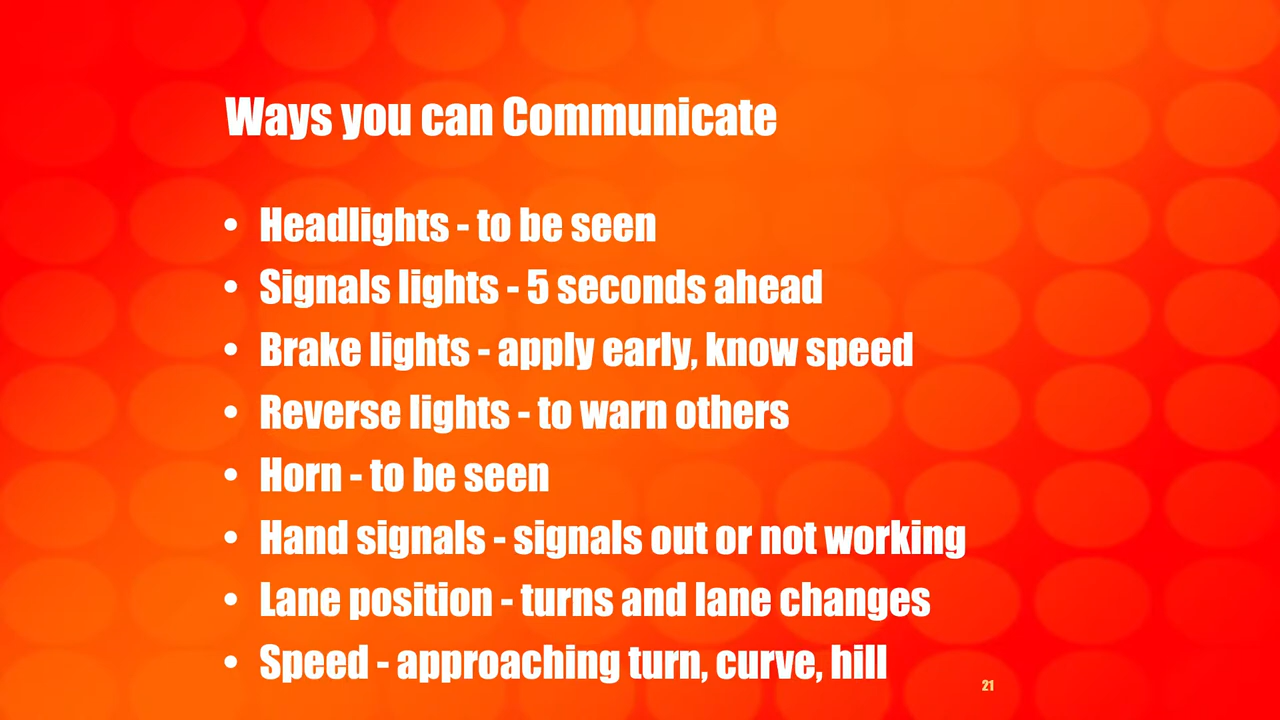 Ways you can Communicate
• Headlights - to be seen
• Signals lights - 5 seconds ahead
• Brake lights - apply early, know speed
• Reverse lights - to warn others
• Horn - to be seen
• Hand signals - signals out or not working
• Lane position - turns and lane changes
• Speed - approaching turn, curve, hill
21